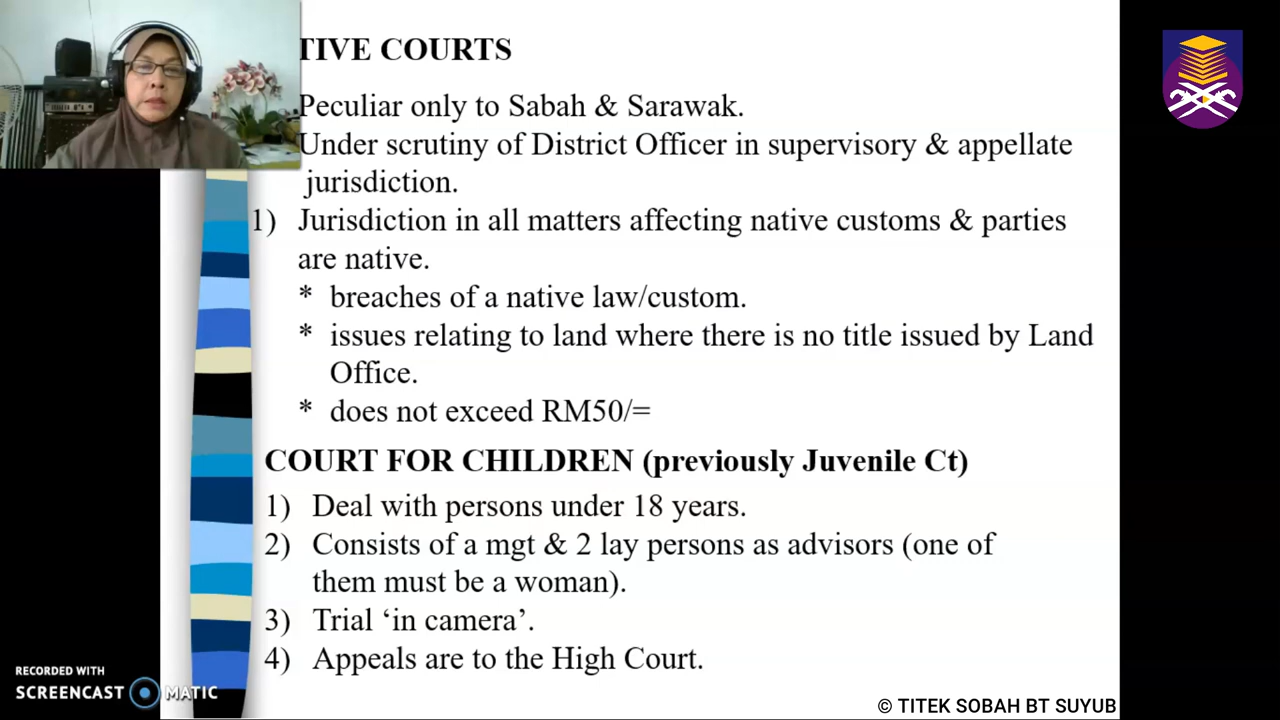 TIVE COURTS
Peculiar only to Sabah & Sarawak.
Under scrutiny of District Officer in supervisory & appellate
jurisdiction.
1) Jurisdiction in all matters affecting native customs & parties
are native.
* breaches of a native law/custom.
* issues relating to land where there is no title issued by Land
Office.
* does not exceed RM50/=
COURT FOR CHILDREN (previously Juvenile Ct)
1) Deal with persons under 18 years.
2) Consists of a mgt & 2 lay persons as advisors (one of
them must be a woman).
3) Trial ‘in camera’.
4) Appeals are to the High Court.
RECORDED WITH
SCREENCAST MATIC
© TITEK SOBAH BT SUYUB